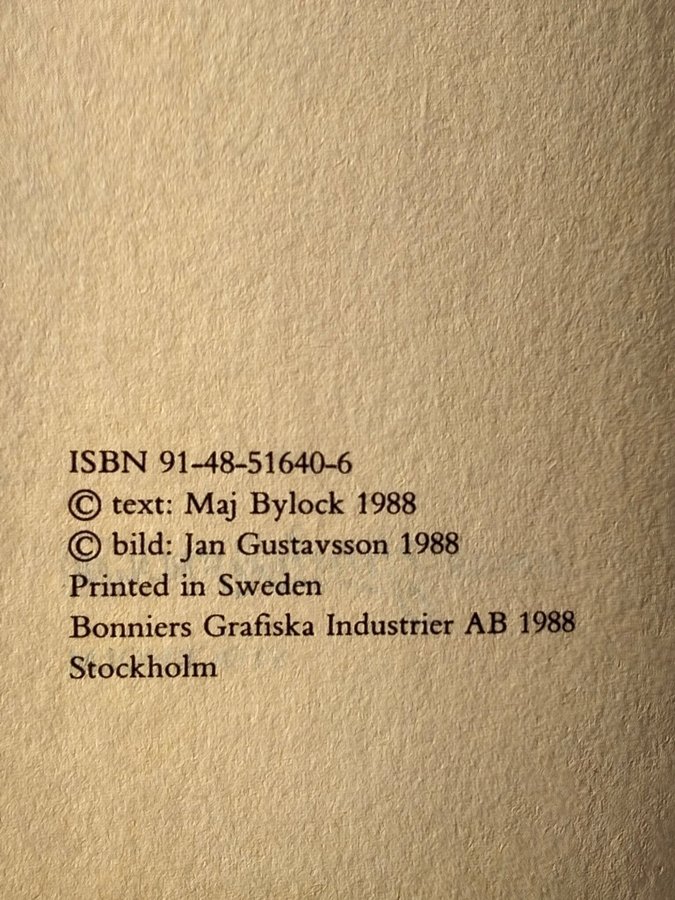 ISBN 91-48-51640-6
© text: Maj Bylock 1988
© bild: Jan Gustavsson 1988
Printed in Sweden
Bonniers Grafiska Industrier AB 1988
Stockholm